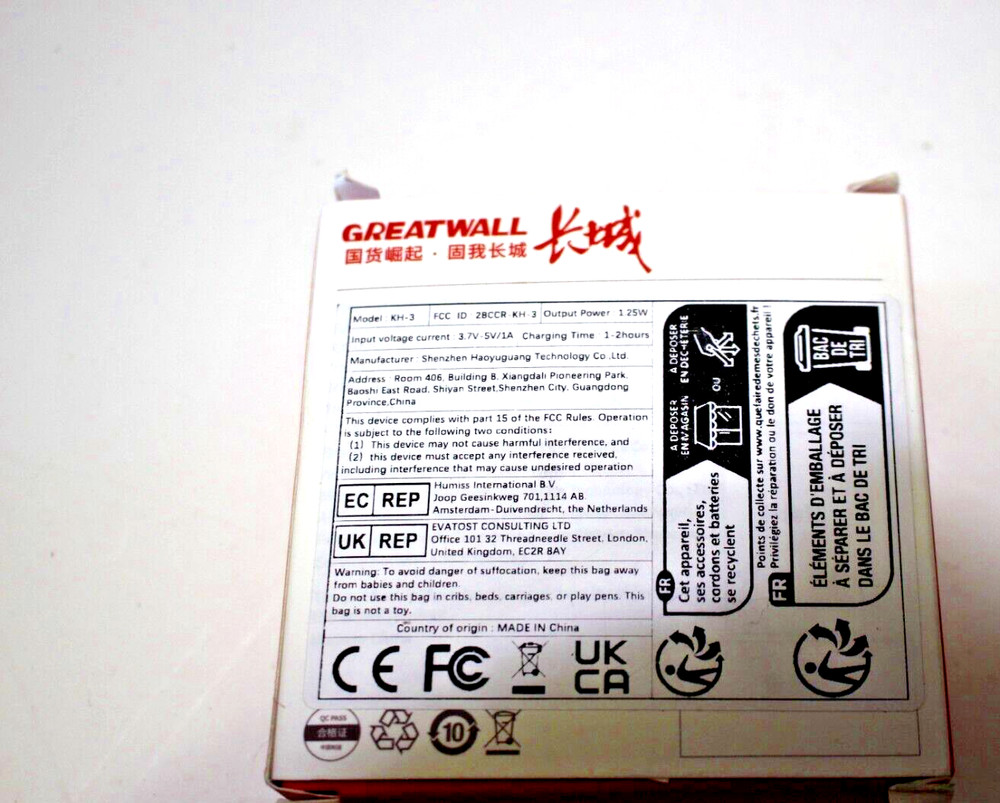 GREATWALL 长城
国货崛起 · 固我长城
Model : KH-3 FCC ID 2BCCR-KH-3 Output Power 1.25W
Input voltage current : 3.7V-5V/1A Charging Time 1-2hours
Manufacturer : Shenzhen Haoyuguang Technology Co.,Ltd.
Address : Room 406, Building B, Xiangdali Pioneering Park,
Baoshi East Road, Shiyan Street,Shenzhen City, Guangdong
Province,China
This device complies with part 15 of the FCC Rules. Operation
is subject to the following two conditions:
(1) This device may not cause harmful interference, and
(2) this device must accept any interference received,
including interference that may cause undesired operation
EC REP
Humiss International B.V.
Joop Geesinkweg 701,1114 AB
Amsterdam-Duivendrecht, the Netherlands
UK REP
EVATOST CONSULTING LTD
Office 101 32 Threadneedle Street, London,
United Kingdom, EC2R 8AY
Warning: To avoid danger of suffocation, keep this bag away
from babies and children.
Do not use this bag in cribs, beds, carriages, or play pens. This
bag is not a toy.
Country of origin : MADE IN China
CE FC UK
CA
FR
Cet appareil,
ses accessoires,
cordons et batteries
se recyclent
À DÉPOSER
EN MAGASIN
OU
À DÉPOSER
EN DÉCHÈTERIE
Points de collecte sur www.quefairedemesdechets.fr
Privilégiez la réparation ou le don de votre appareil !
FR
ÉLÉMENTS D'EMBALLAGE
À SÉPARER ET À DÉPOSER
DANS LE BAC DE TRI
BAC
DE
TRI
QC PASS
合格证
10